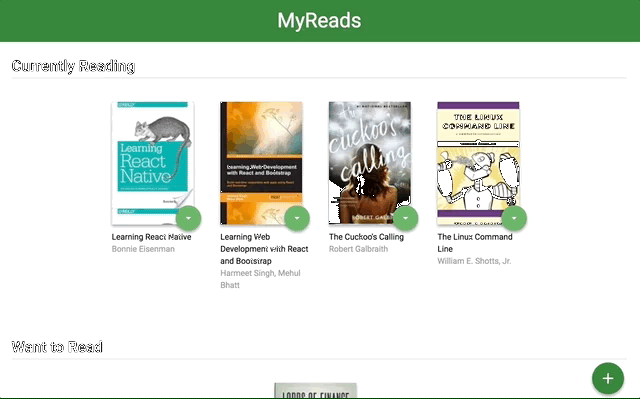 MyReads
Currently Reading
O'REILLY
Learning
React
Native
Learning Web Development
with React and Bootstrap
the
cuckoo's
calling
ROBERT GALBRAITH
THE LINUX
COMMAND LINE
Learning React Native
Bonnie Eisenman
Learning Web
Development with React
and Bootstrap
Harmeet Singh, Mehul
Bhatt
The Cuckoo's Calling
Robert Galbraith
The Linux Command
Line
William E. Shotts, Jr.
Want to Read
+
LORDS OF FINANCE